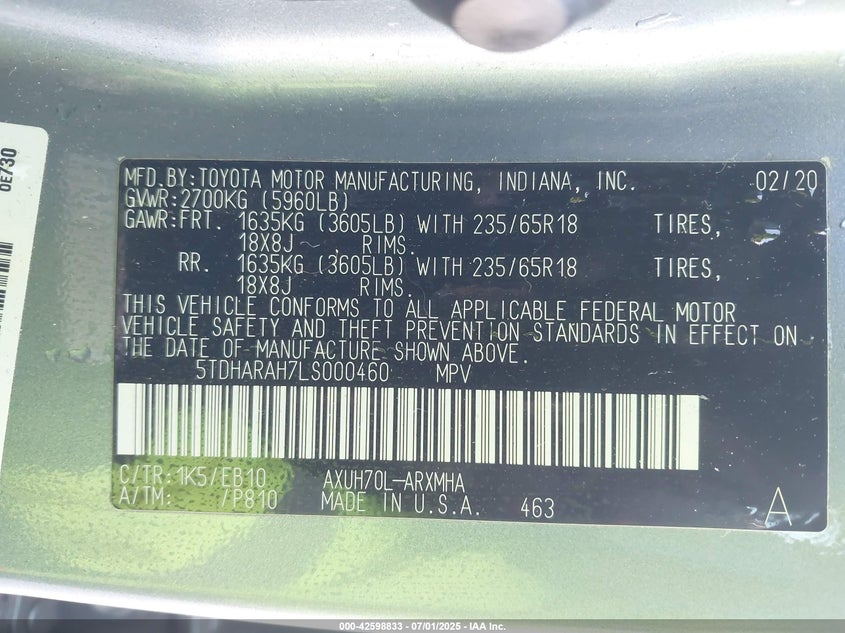 0E730
MFD.BY:TOYOTA MOTOR MANUFACTURING, INDIANA, INC. 02/20
GVWR:2700KG (5960LB)
GAWR:FRT. 1635KG (3605LB) WITH 235/65R18 TIRES,
18X8J , RIMS.
RR. 1635KG (3605LB) WITH 235/65R18 TIRES,
18X8J RIMS.
THIS VEHICLE CONFORMS TO ALL APPLICABLE FEDERAL MOTOR
VEHICLE SAFETY AND THEFT PREVENTION STANDARDS IN EFFECT ON
THE DATE OF MANUFACTURE SHOWN ABOVE.
5TDHARAH7LS000460 MPV
C/TR:1K5/EB10 AXUH70L-ARXMHA
A/TM: /P810 MADE IN U.S.A. 463 A
000-42598833 - 07/01/2025 - IAA Inc.